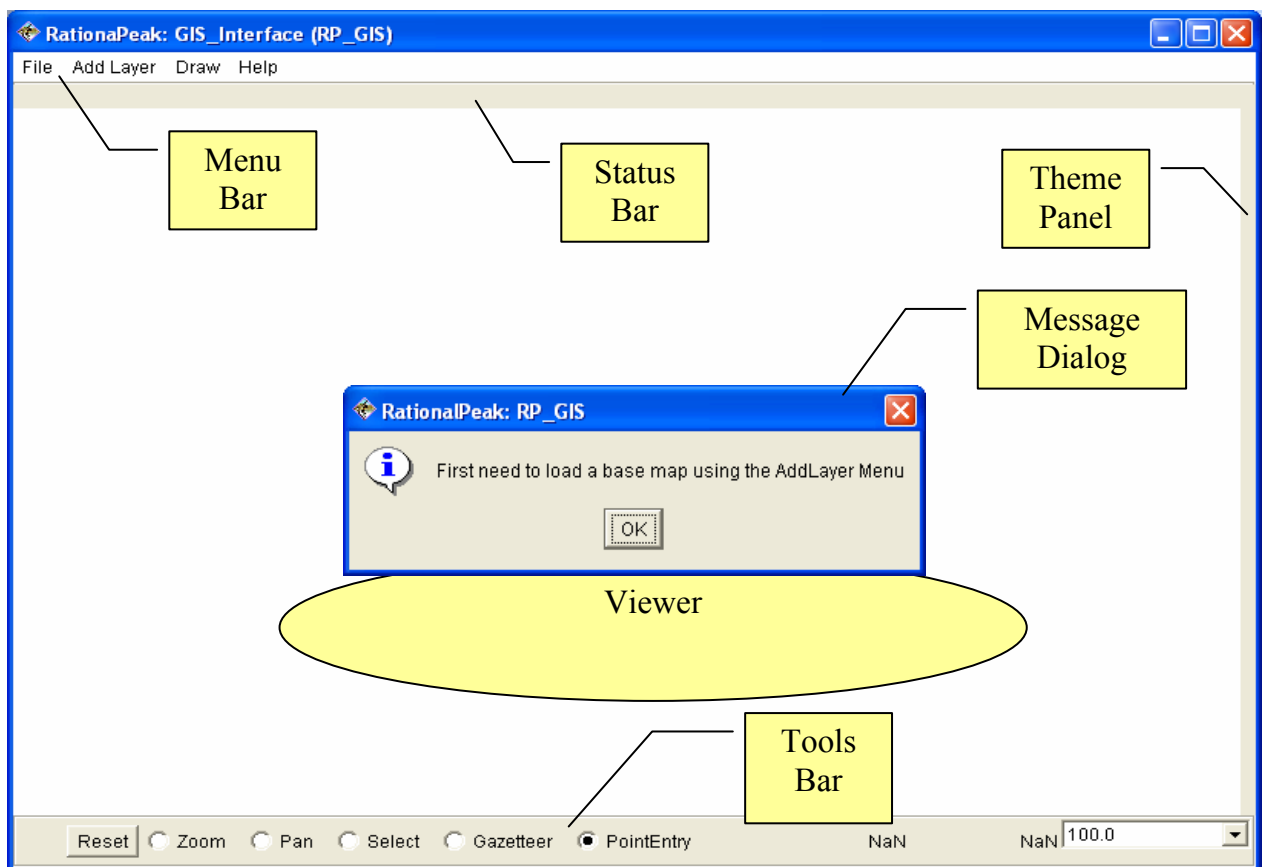 RationaPeak: GIS_Interface (RP_GIS)
File Add Layer Draw Help
Menu
Bar
Status
Bar
Theme
Panel
Message
Dialog
RationalPeak: RP_GIS
First need to load a base map using the AddLayer Menu
OK
Viewer
Tools
Bar
Reset Zoom Pan Select Gazetteer PointEntry NaN NaN 100.0